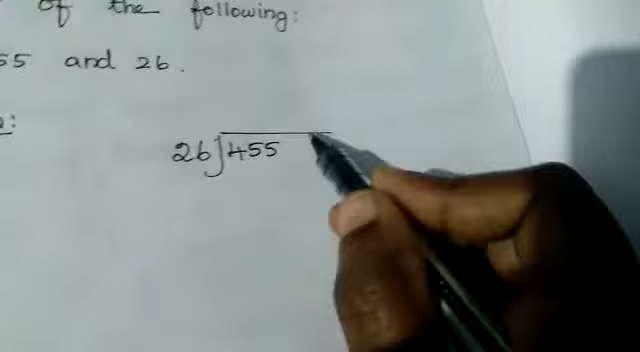 of the following:
55 and 26.
:
26)455